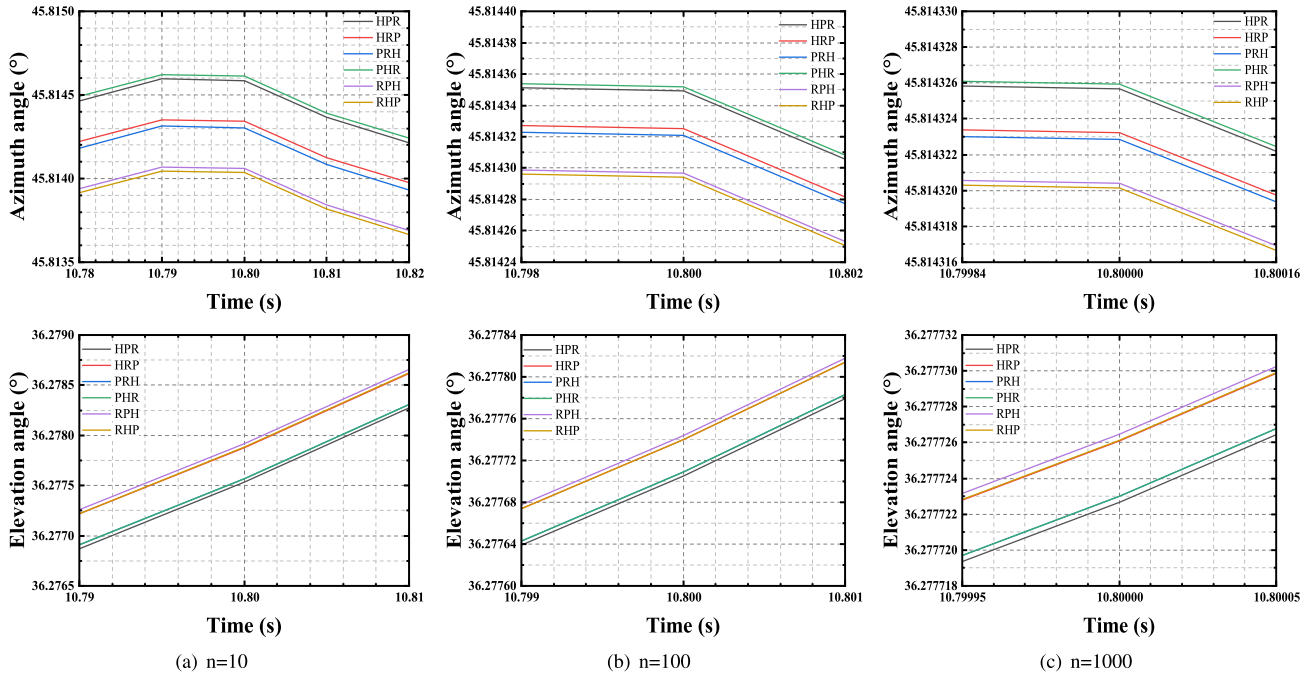 Azimuth angle (°)
45.8150
45.8145
45.8140
45.8135
HPR
HRP
PRH
PHR
RPH
RHP
10.78 10.79 10.80 10.81 10.82
Time (s)
Azimuth angle (°)
45.81440
45.81438
45.81436
45.81434
45.81432
45.81430
45.81428
45.81426
45.81424
HPR
HRP
PRH
PHR
RPH
RHP
10.798 10.800 10.802
Time (s)
Azimuth angle (°)
45.814330
45.814328
45.814326
45.814324
45.814322
45.814320
45.814318
45.814316
HPR
HRP
PRH
PHR
RPH
RHP
10.79984 10.80000 10.80016
Time (s)
Elevation angle (°)
36.2790
36.2785
36.2780
36.2775
36.2770
36.2765
HPR
HRP
PRH
PHR
RPH
RHP
10.79 10.80 10.81
Time (s)
(a) n=10
Elevation angle (°)
36.27784
36.27780
36.27776
36.27772
36.27768
36.27764
36.27760
HPR
HRP
PRH
PHR
RPH
RHP
10.799 10.800 10.801
Time (s)
(b) n=100
Elevation angle (°)
36.277732
36.277730
36.277728
36.277726
36.277724
36.277722
36.277720
36.277718
HPR
HRP
PRH
PHR
RPH
RHP
10.79995 10.80000 10.80005
Time (s)
(c) n=1000